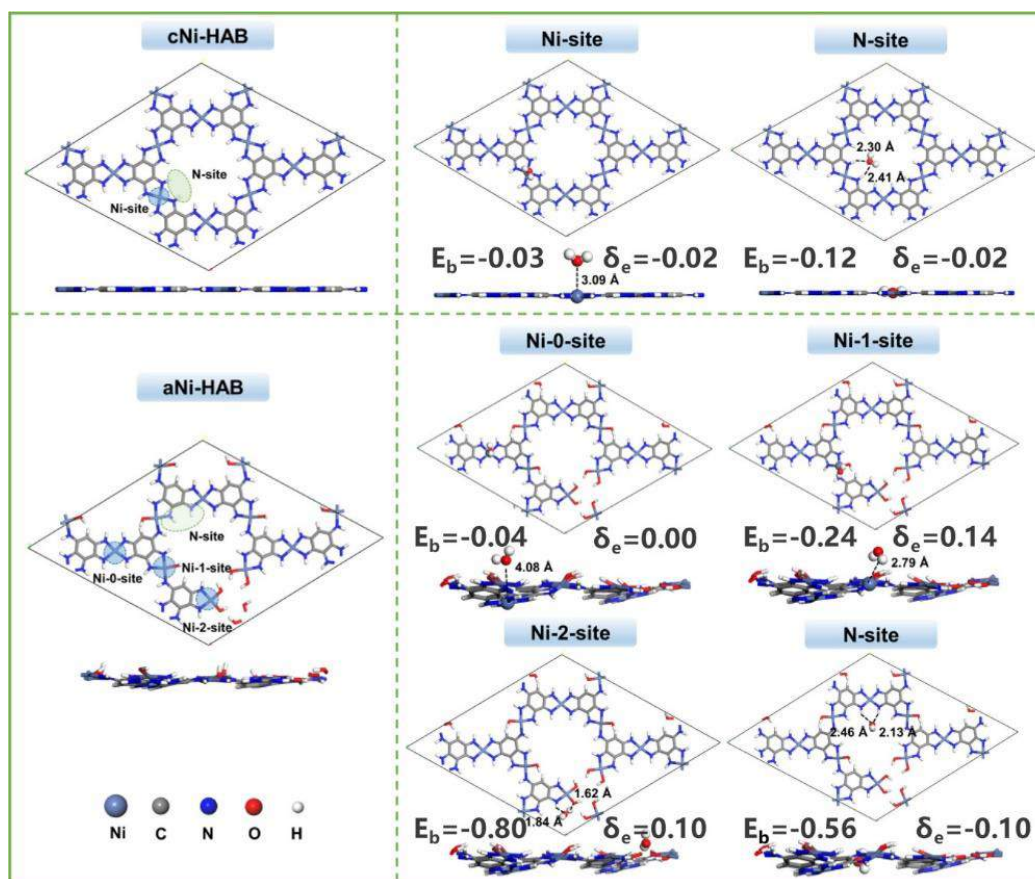 cNi-HAB
N-site
Ni-site
Ni-site
N-site
2.30 Å
2.41 Å
E_b=-0.03 δ_e=-0.02
3.09 Å
E_b=-0.12 δ_e=-0.02
aNi-HAB
N-site
Ni-0-site
Ni-1-site
Ni-2-site
Ni C N O H
Ni-0-site
Ni-1-site
E_b=-0.04 δ_e=0.00
4.08 Å
E_b=-0.24 δ_e=0.14
2.79 Å
Ni-2-site
N-site
1.62 Å
1.84 Å
E_b=-0.80 δ_e=0.10
2.46 Å 2.13 Å
E_b=-0.56 δ_e=-0.10